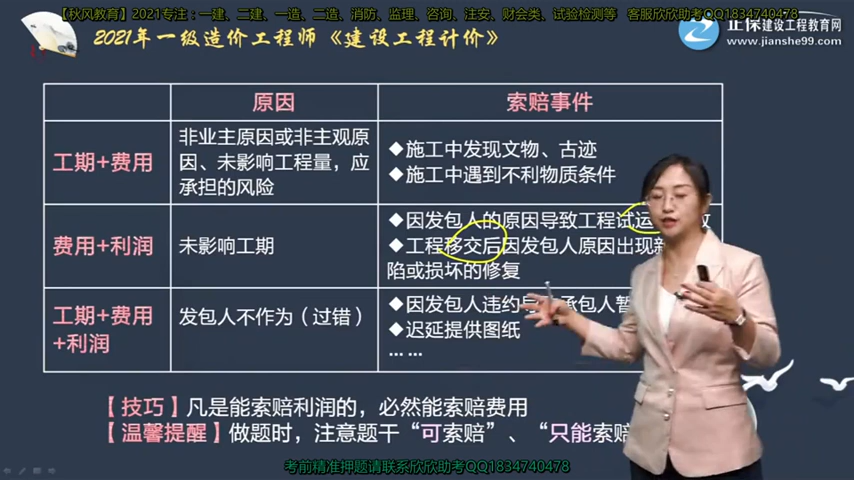 【秋风教育】2021专注：一建、二建、一造、二造、消防、监理、咨询、注安、财会类、试验检测等 客服欣欣助考QQ1834740478
2021年一级造价工程师《建设工程计价》
正保建设工程教育网
www.jianshe99.com
原因
索赔事件
工期+费用
非业主原因或非主观原
因、未影响工程量，应
承担的风险
◆施工中发现文物、古迹
◆施工中遇到不利物质条件
费用+利润
未影响工期
◆因发包人的原因导致工程试运
◆工程移交后因发包人原因出现
陷或损坏的修复
工期+费用
+利润
发包人不作为（过错）
◆因发包人违约 承包人暂
◆迟延提供图纸
... ...
【技巧】凡是能索赔利润的，必然能索赔费用
【温馨提醒】做题时，注意题干“可索赔”、“只能索赔
考前精准押题请联系欣欣助考QQ1834740478